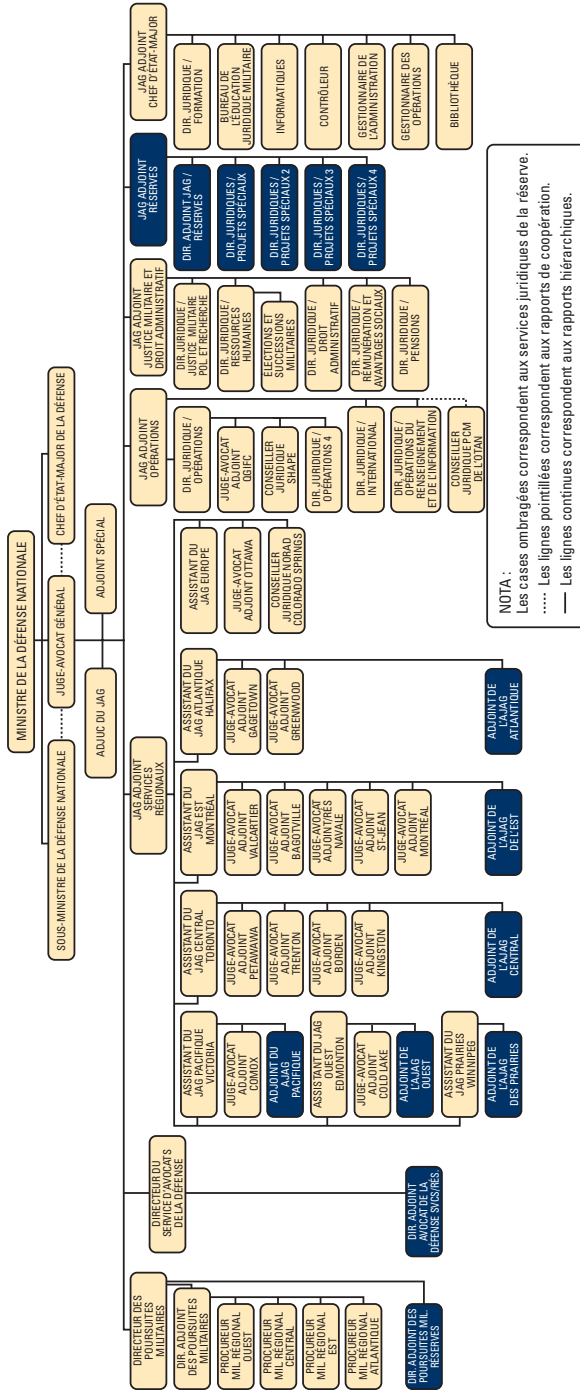 MINISTRE DE LA DÉFENSE NATIONALE
SOUS-MINISTRE DE LA DÉFENSE NATIONALE
JUGE-AVOCAT GÉNÉRAL
CHEF D'ÉTAT-MAJOR DE LA DÉFENSE
ADJUC DU JAG
ADJOINT SPÉCIAL
DIRECTEUR DES
POURSUITES
MILITAIRES
DIR. ADJOINT
DES POURSUITES
MILITAIRES
PROCUREUR
MIL RÉGIONAL
OUEST
PROCUREUR
MIL RÉGIONAL
CENTRAL
PROCUREUR
MIL RÉGIONAL
EST
PROCUREUR
MIL RÉGIONAL
ATLANTIQUE
DIR. ADJOINT DES
POURSUITES MIL.
RÉSERVES
DIRECTEUR DU
SERVICE D'AVOCATS
DE LA DÉFENSE
DIR. ADJOINT
AVOCAT DE LA
DÉFENSE SVCS/RÉS.
JAG ADJOINT
SERVICES
RÉGIONAUX
ASSISTANT DU
JAG PACIFIQUE
VICTORIA
JUGE-AVOCAT
ADJOINT
COMOX
ADJOINT DU
AJAG
PACIFIQUE
ASSISTANT DU JAG
OUEST
EDMONTON
JUGE-AVOCAT
ADJOINT
COLD LAKE
ADJOINT DE
L'AJAG
OUEST
ASSISTANT DU
JAG PRAIRIES
WINNIPEG
ADJOINT DE
L'AJAG
DES PRAIRIES
ASSISTANT DU
JAG CENTRAL
TORONTO
JUGE-AVOCAT
ADJOINT
PETAWAWA
JUGE-AVOCAT
ADJOINT
TRENTON
JUGE-AVOCAT
ADJOINT
BORDEN
JUGE-AVOCAT
ADJOINT
KINGSTON
ADJOINT DE
L'AJAG
CENTRAL
ASSISTANT DU
JAG EST
MONTRÉAL
JUGE-AVOCAT
ADJOINT
VALCARTIER
JUGE-AVOCAT
ADJOINT
BAGOTVILLE
JUGE-AVOCAT
ADJOINT/RÉS
NAVALE
JUGE-AVOCAT
ADJOINT
ST-JEAN
JUGE-AVOCAT
ADJOINT
MONTRÉAL
ADJOINT DE
L'AJAG
DEL'EST
ASSISTANT DU
JAG ATLANTIQUE
HALIFAX
JUGE-AVOCAT
ADJOINT
GAGETOWN
JUGE-AVOCAT
ADJOINT
GREENWOOD
ADJOINT DE
L'AJAG
ATLANTIQUE
ASSISTANT DU
JAG EUROPE
JUGE-AVOCAT
ADJOINT OTTAWA
CONSEILLER
JURIDIQUE NORAD
COLORADO SPRINGS
JAG ADJOINT
OPÉRATIONS
DIR. JURIDIQUE /
OPÉRATIONS
JUGE-AVOCAT
ADJOINT
QGIFC
CONSEILLER
JURIDIQUE
SHAPE
DIR. JURIDIQUE/
OPÉRATIONS 4
DIR. JURIDIQUE /
INTERNATIONAL
DIR, JURIDIQUE/
OPÉRATIONS DU
RENSEIGNEMENT
ET DE L'INFORMATION
CONSEILLER
JURIDIQUE PCM
DE L'OTAN
JAG ADJOINT
JUSTICE MILITAIRE ET
DROIT ADMINISTRATIF
DIR. JURIDIQUE /
JUSTICE MILITAIRE
POL ET RECHERCHE
DIR. JURIDIQUE /
RESSOURCES
HUMAINES
ÉLECTIONS ET
SUCCESSIONS
MILITAIRES
DIR. JURIDIQUE /
DROIT
ADMINISTRATIF
DIR. JURIDIQUE /
RÉMUNÉRATION ET
AVANTAGES SOCIAUX
DIR. JURIDIQUE /
PENSIONS
JAG ADJOINT
RÉSERVES
DIR. ADJOINT JAG /
RÉSERVES
DIR. JURIDIQUES /
PROJETS SPÉCIAUX
DIR. JURIDIQUES /
PROJETS SPÉCIAUX 2
DIR. JURIDIQUES /
PROJETS SPÉCIAUX 3
DIR. JURIDIQUES /
PROJETS SPÉCIAUX 4
JAG ADJOINT
CHEF D'ÉTAT-MAJOR
DIR. JURIDIQUE /
FORMATION
BUREAU DE
L'ÉDUCATION
JURIDIQUE MILITAIRE
INFORMATIQUES
CONTRÔLEUR
GESTIONNAIRE DE
L'ADMINISTRATION
GESTIONNAIRE DES
OPÉRATIONS
BIBLIOTHÈQUE
NOTA :
Les cases ombragées correspondent aux services juridiques de la réserve.
Les lignes pointillées correspondent aux rapports de coopération.
Les lignes continues correspondent aux rapports hiérarchiques.